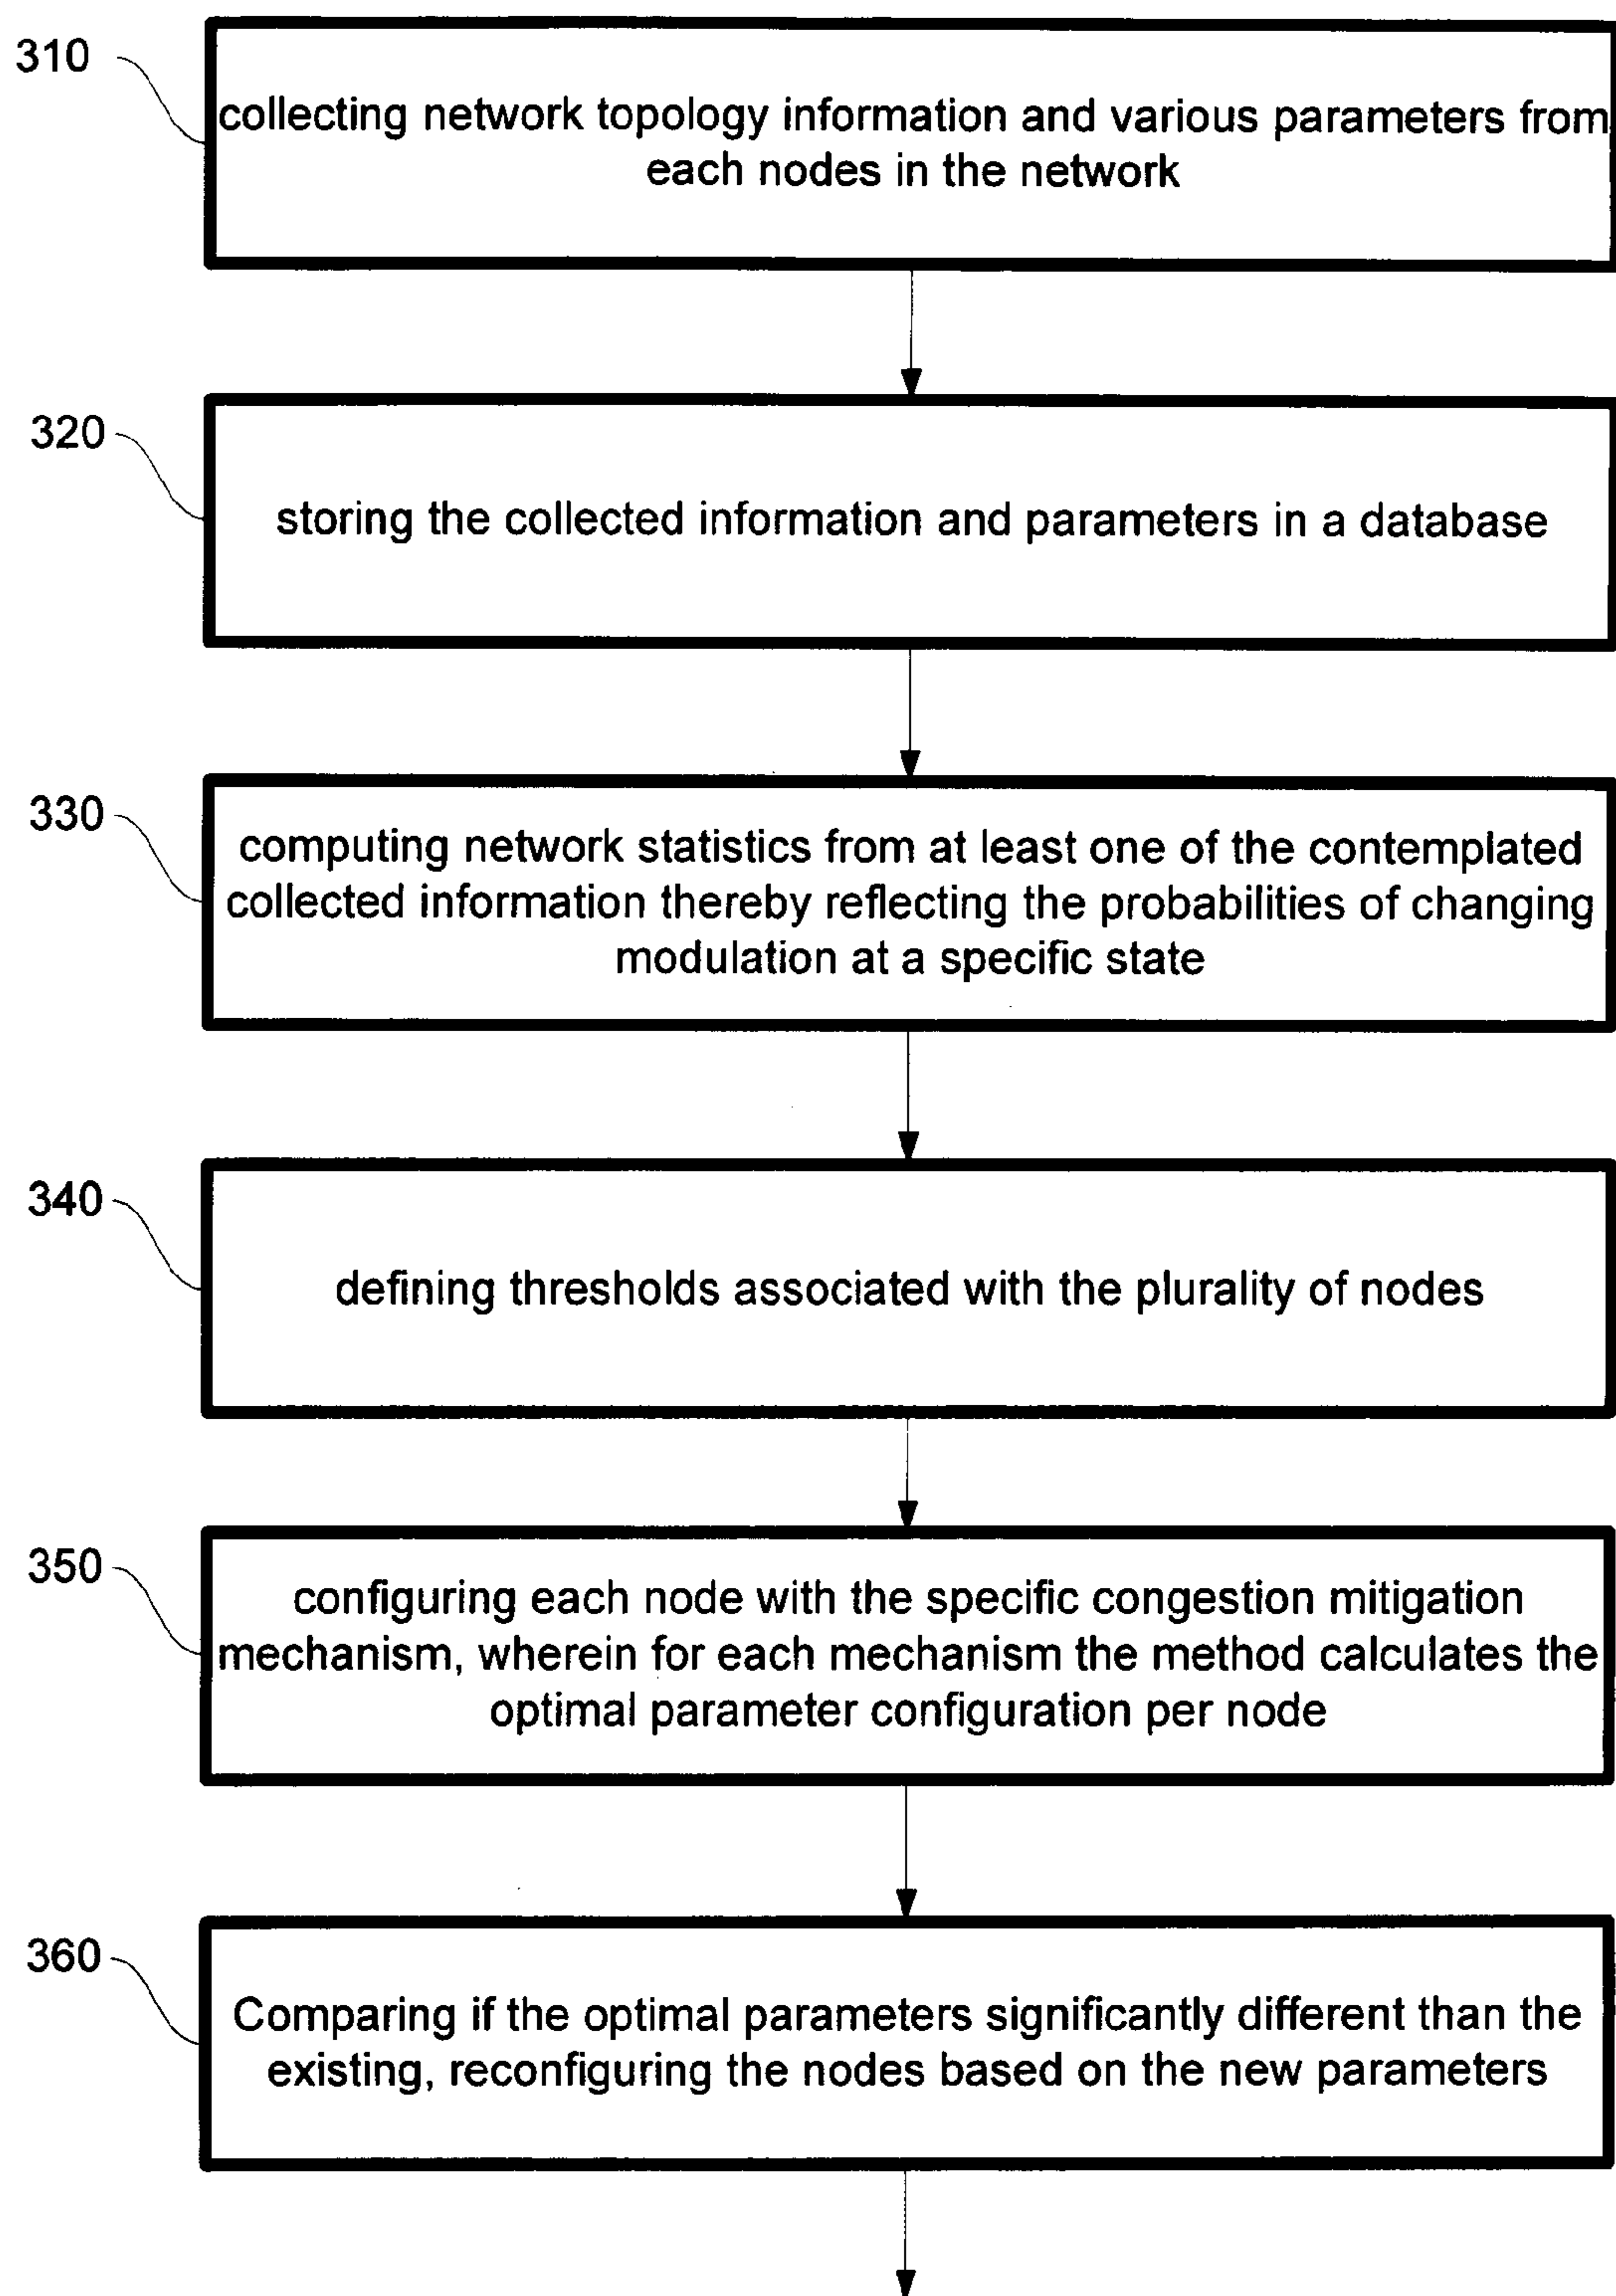 310
collecting network topology information and various parameters from
each nodes in the network
320
storing the collected information and parameters in a database
330
computing network statistics from at least one of the contemplated
collected information thereby reflecting the probabilities of changing
modulation at a specific state
340
defining thresholds associated with the plurality of nodes
350
configuring each node with the specific congestion mitigation
mechanism, wherein for each mechanism the method calculates the
optimal parameter configuration per node
360
Comparing if the optimal parameters significantly different than the
existing, reconfiguring the nodes based on the new parameters